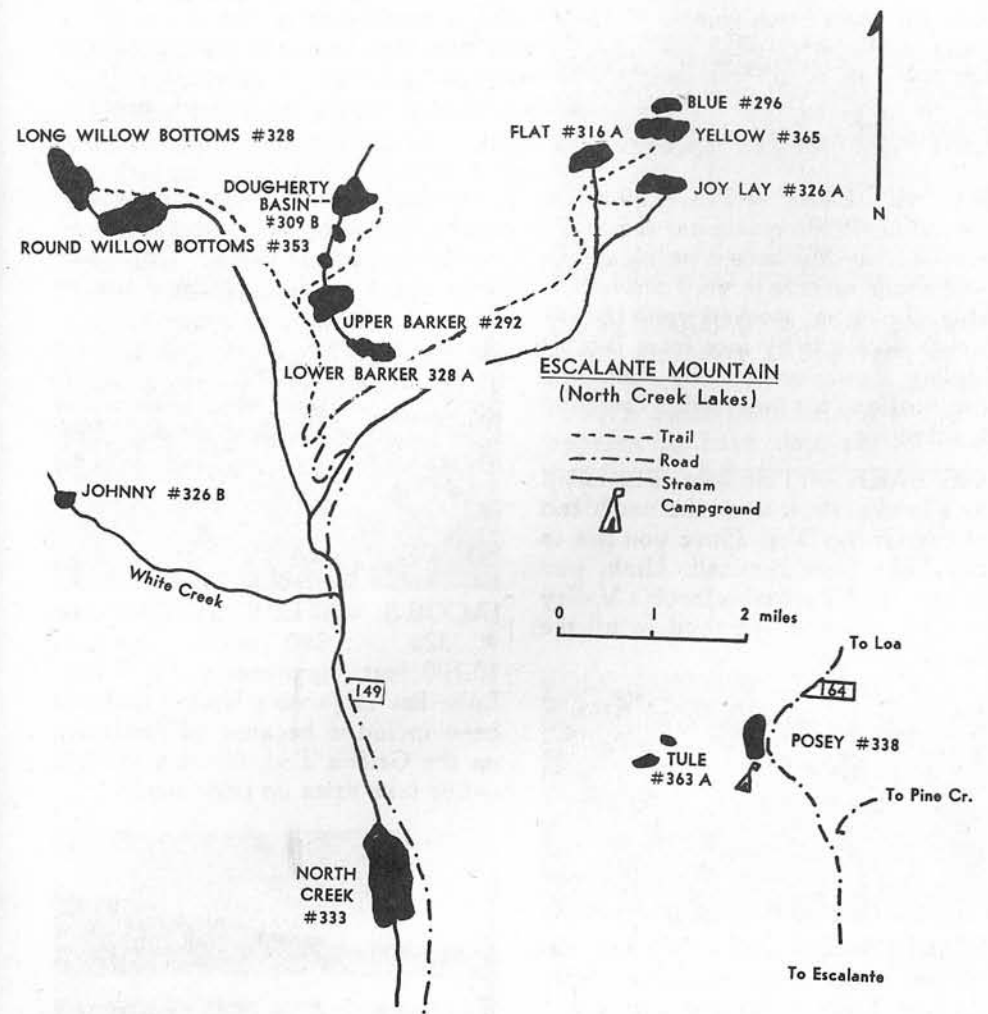 BLUE #296
FLAT #316 A
YELLOW #365
LONG WILLOW BOTTOMS #328
DOUGHERTY
BASIN
#309 B
JOY LAY #326 A
N
ROUND WILLOW BOTTOMS #353
UPPER BARKER #292
LOWER BARKER 328 A
ESCALANTE MOUNTAIN
(North Creek Lakes)
Trail
Road
Stream
Campground
JOHNNY #326 B
White Creek
0 2 miles
149
To Loa
164
POSEY #338
TULE
#363 A
To Pine Cr.
NORTH
CREEK
#333
To Escalante